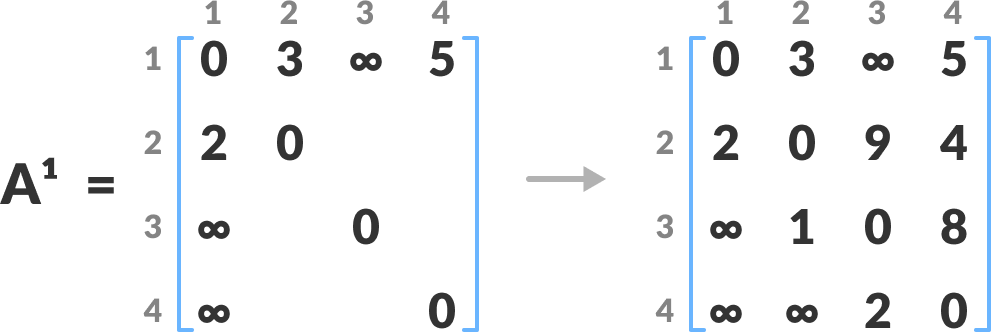 1 2 3 4 1 2 3 4
1 0 3 ∞ 5 1 0 3 ∞ 5
2 2 0 2 2 0 9 4
A¹ =
3 ∞ 0 3 ∞ 1 0 8
4 ∞ 0 4 ∞ ∞ 2 0